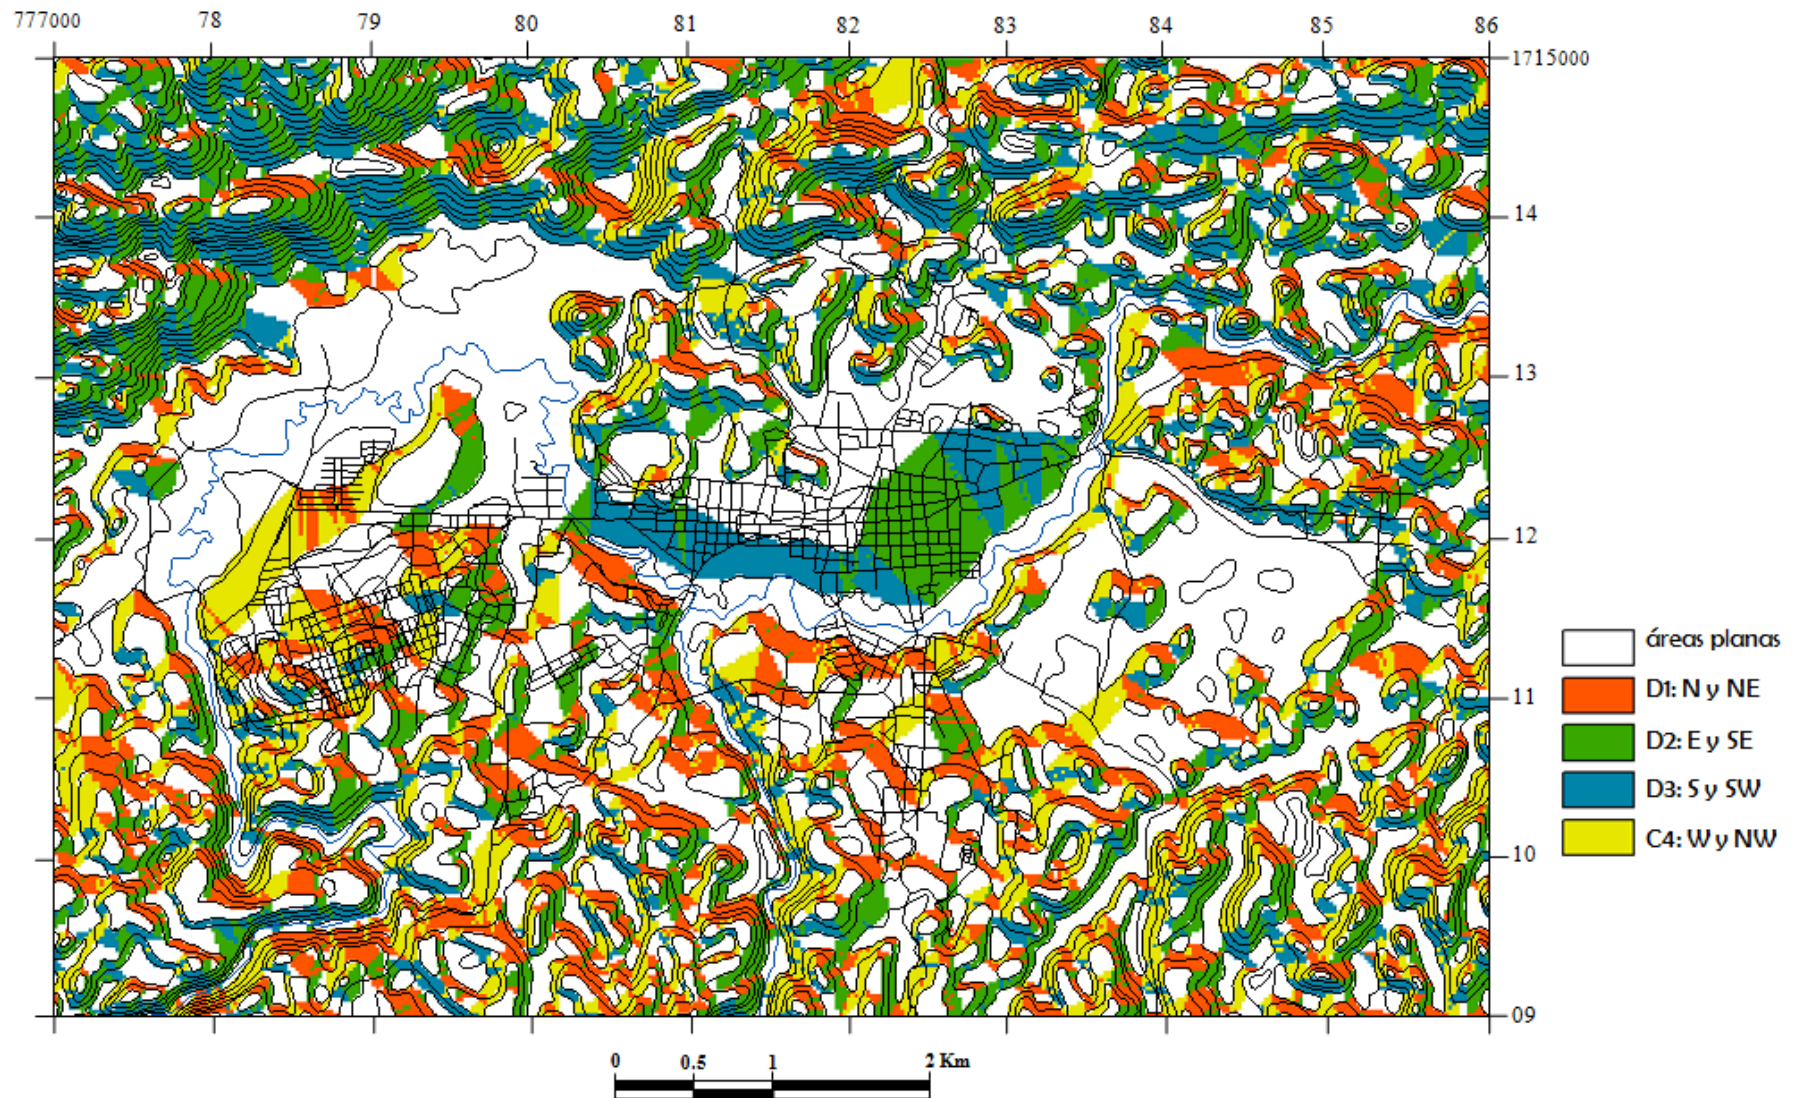 777000 78 79 80 81 82 83 84 85 86
1715000
14
13
12
11
10
09
áreas planas
D1: N y NE
D2: E y SE
D3: S y SW
C4: W y NW
0 0.5 1 2 Km